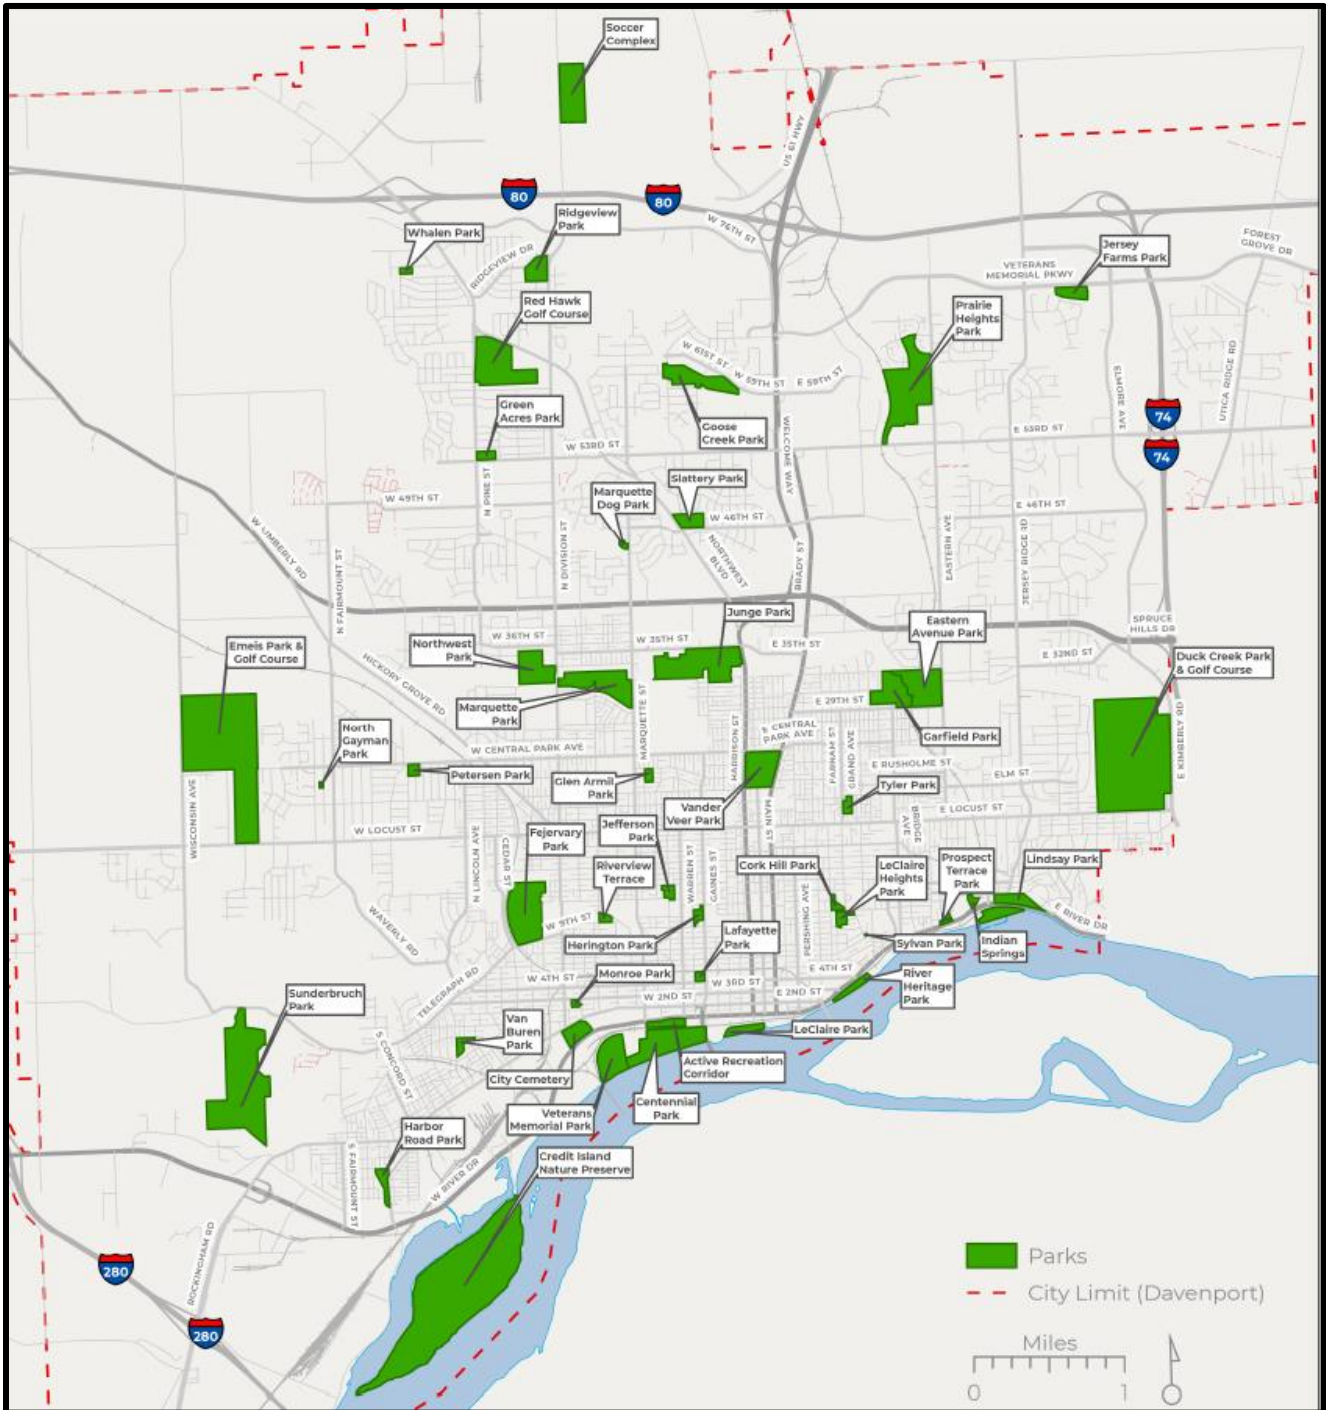 Soccer
Complex
US 61 HWY
80
80
Ridgeview
Park
Whalen Park
W 76TH ST
RIDGEVIEW DR
FOREST
GROVE DR
Jersey
Farms Park
VETERANS
MEMORIAL PKWY
Red Hawk
Golf Course
Prairie
Heights
Park
W 61ST ST
W 59TH ST
E 59TH ST
ELMORE AVE
UTICA RIDGE RD
Green
Acres Park
74
Goose
Creek Park
E 53RD ST
W 53RD ST
74
WELCOME WAY
Slattery Park
Marquette
Dog Park
W 49TH ST
N PINE ST
E 46TH ST
W 46TH ST
W KIMBERLY RD
N FAIRMOUNT ST
N DIVISION ST
NORTHWEST
BLVD
BRADY ST
EASTERN AVE
JERSEY RIDGE RD
Junge Park
Eastern
Avenue Park
SPRUCE
HILLS DR
W 36TH ST
W 35TH ST
E 35TH ST
Northwest
Park
Emeis Park &
Golf Course
E 32ND ST
Duck Creek Park
& Golf Course
HICKORY GROVE RD
Marquette
Park
MARQUETTE ST
E 29TH ST
HARRISON ST
E CENTRAL
PARK AVE
Garfield Park
North
Gayman
Park
W CENTRAL PARK AVE
FARNAM ST
GRAND AVE
E KIMBERLY RD
E RUSHOLME ST
ELM ST
Petersen Park
Glen Armil
Park
Tyler Park
Vander
Veer Park
MAIN ST
E LOCUST ST
WISCONSIN AVE
W LOCUST ST
BRIDGE
AVE
Jefferson
Park
Fejervary
Park
N LINCOLN AVE
CEDAR ST
Riverview
Terrace
WARREN ST
GAINES ST
Cork Hill Park
LeClaire
Heights
Park
Prospect
Terrace
Park
Lindsay Park
WAVERLY RD
W 9TH ST
PERSHING AVE
E RIVER DR
Herington Park
Lafayette
Park
Sylvan Park
Indian
Springs
TELEGRAPH RD
W 4TH ST
Monroe Park
W 3RD ST
E 4TH ST
River
Heritage
Park
W 2ND ST
E 2ND ST
Sunderbruch
Park
Van
Buren
Park
LeClaire Park
S CONCORD ST
City Cemetery
Active Recreation
Corridor
Veterans
Memorial Park
Centennial
Park
Harbor
Road Park
S FAIRMOUNT ST
W RIVER DR
Credit Island
Nature Preserve
ROCKINGHAM RD
280
280
Parks
City Limit (Davenport)
Miles
0 1